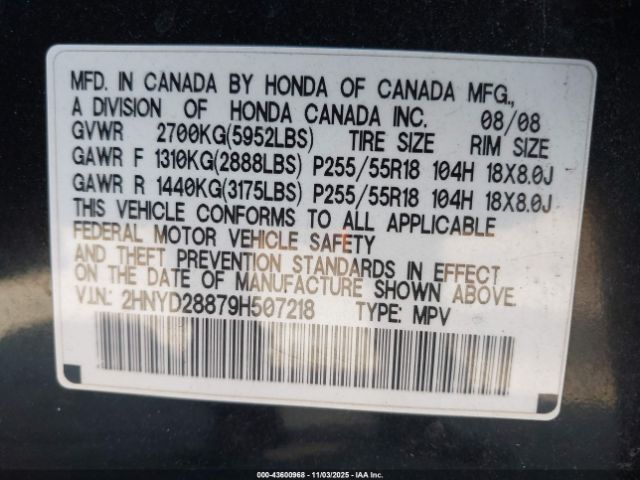 MFD. IN CANADA BY HONDA OF CANADA MFG.,
A DIVISION OF HONDA CANADA INC. 08/08
GVWR 2700KG(5952LBS) TIRE SIZE RIM SIZE
GAWR F 1310KG(2888LBS) P255/55R18 104H 18X8.0J
GAWR R 1440KG(3175LBS) P255/55R18 104H 18X8.0J
THIS VEHICLE CONFORMS TO ALL APPLICABLE
FEDERAL MOTOR VEHICLE SAFETY
AND THEFT PREVENTION STANDARDS IN EFFECT
ON THE DATE OF MANUFACTURE SHOWN ABOVE.
V.I.N: 2HNYD28879H507218 TYPE: MPV
000-43600968 - 11/03/2025 - IAA Inc.